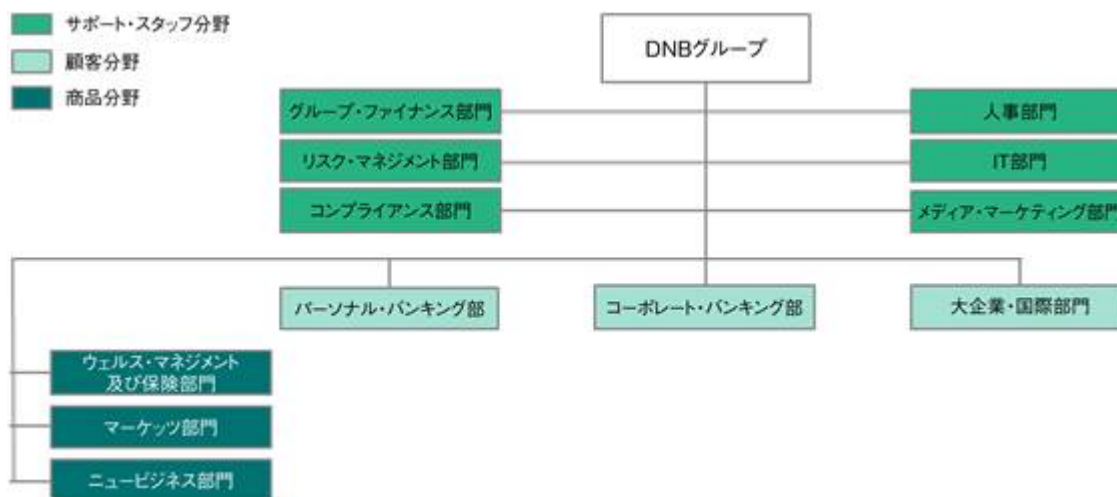 サポート・スタッフ分野
顧客分野
商品分野
DNBグループ
グループ・ファイナンス部門
人事部門
リスク・マネジメント部門
IT部門
コンプライアンス部門
メディア・マーケティング部門
パーソナル・バンキング部
コーポレート・バンキング部
大企業・国際部門
ウェルス・マネジメント
及び保険部門
マーケッツ部門
ニュービジネス部門